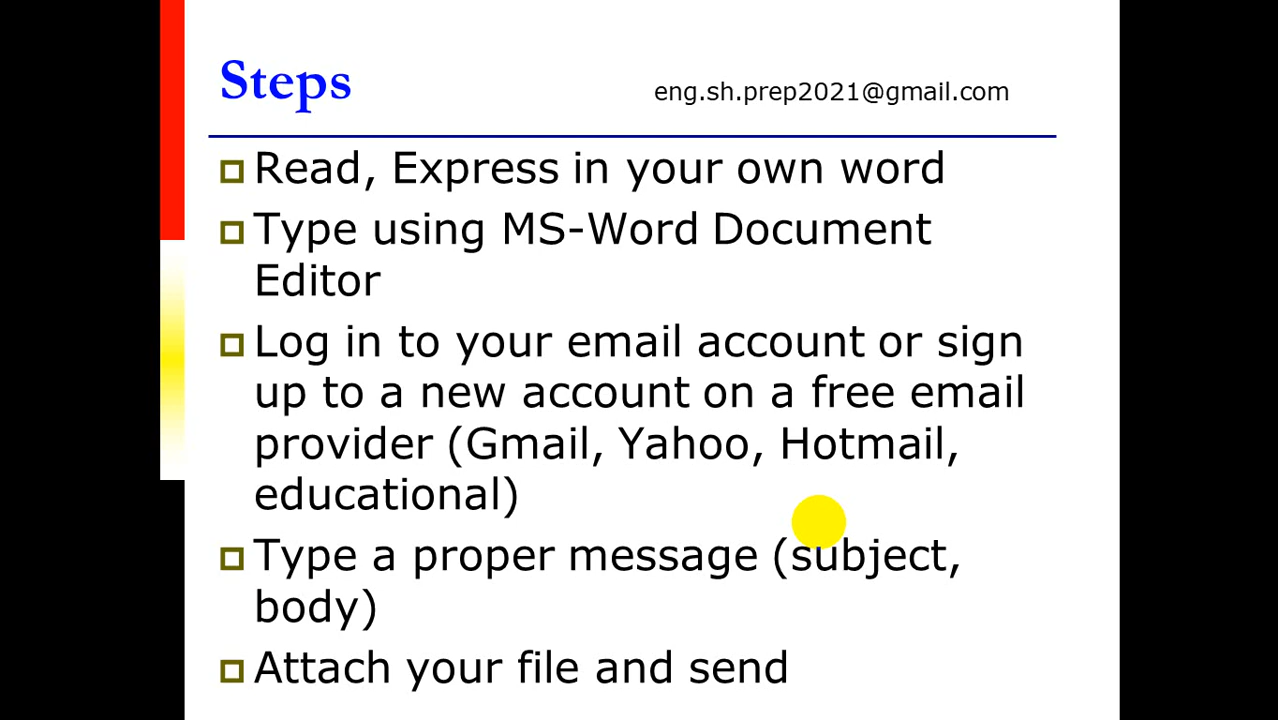 Steps
eng.sh.prep2021@gmail.com
Read, Express in your own word
Type using MS-Word Document
Editor
Log in to your email account or sign
up to a new account on a free email
provider (Gmail, Yahoo, Hotmail,
educational)
Type a proper message (subject,
body)
Attach your file and send